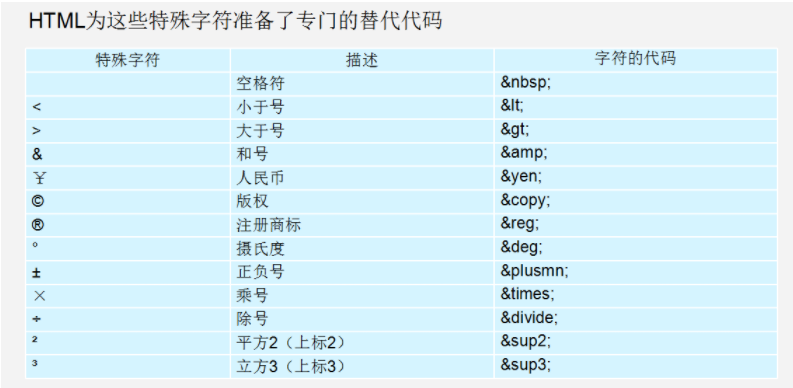 HTML为这些特殊字符准备了专门的替代代码
特殊字符 描述 字符的代码
空格符 &nbsp;
< 小于号 &lt;
> 大于号 &gt;
& 和号 &amp;
¥ 人民币 &yen;
© 版权 &copy;
® 注册商标 &reg;
° 摄氏度 &deg;
± 正负号 &plusmn;
× 乘号 &times;
÷ 除号 &divide;
² 平方2（上标2） &sup2;
³ 立方3（上标3） &sup3;